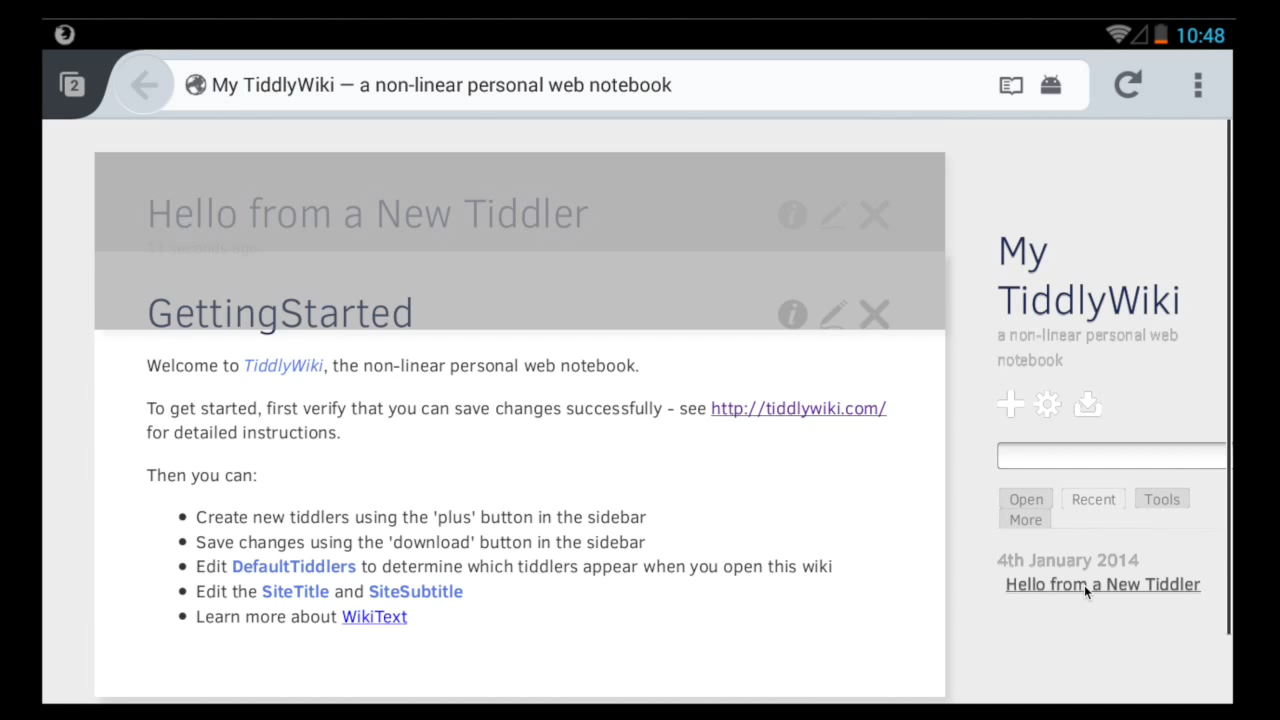 10:48
2
My TiddlyWiki — a non-linear personal web notebook
Hello from a New Tiddler
11 seconds ago
GettingStarted
Welcome to TiddlyWiki, the non-linear personal web notebook.
To get started, first verify that you can save changes successfully - see http://tiddlywiki.com/
for detailed instructions.
Then you can:
Create new tiddlers using the 'plus' button in the sidebar
Save changes using the 'download' button in the sidebar
Edit DefaultTiddlers to determine which tiddlers appear when you open this wiki
Edit the SiteTitle and SiteSubtitle
Learn more about WikiText
My
TiddlyWiki
a non-linear personal web
notebook
Open Recent Tools
More
4th January 2014
Hello from a New Tiddler